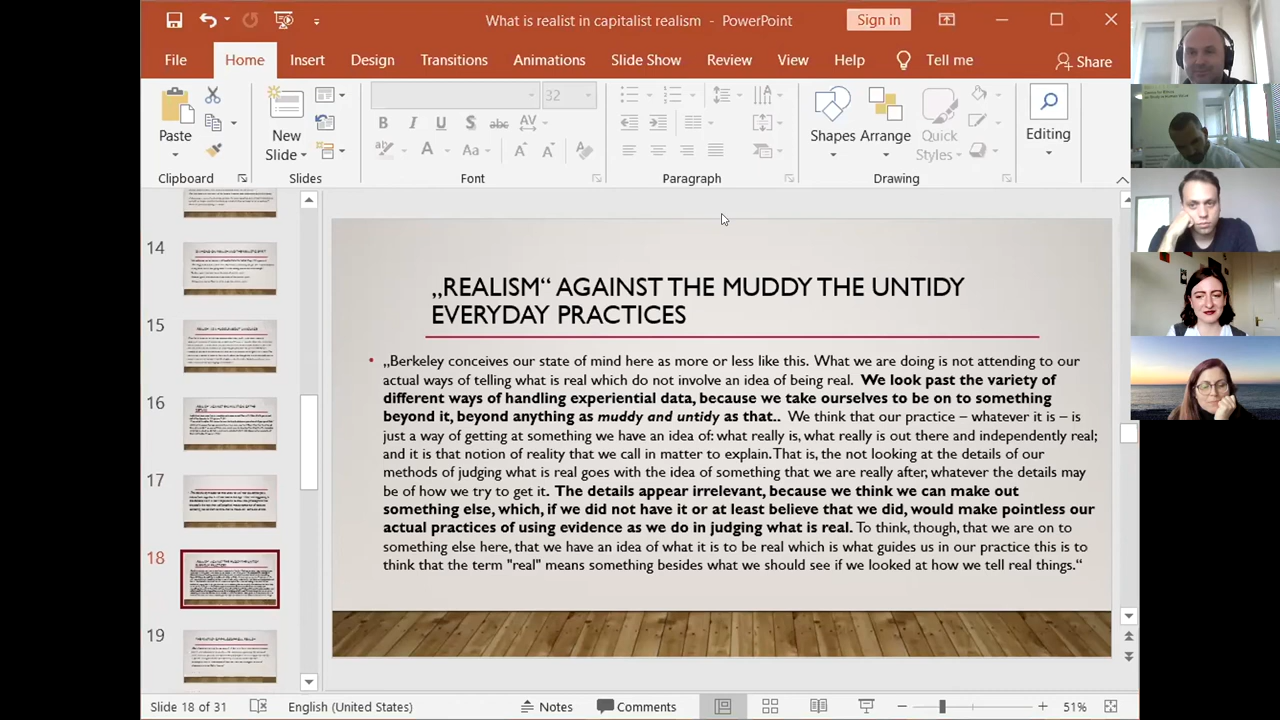 What is realist in capitalist realism - PowerPoint
Sign in
File Home Insert Design Transitions Animations Slide Show Review View Help Tell me Share
32
Paste
New Slide
Shapes Arrange Quick Styles
Editing
Clipboard Slides Font Paragraph Drawing
14
15
16
17
18
19
„REALISM“ AGAINST THE MUDDY THE UNTIDY
EVERYDAY PRACTICES
„Berkeley conceives our state of mind here as more or less like this. What we are doing is not attending to our
actual ways of telling what is real which do not involve an idea of being real. We look past the variety of
different ways of handling experiential data, because we take ourselves to be on to something
behind it, beyond anything as muddy and untidy as that.. We think that our practice – whatever it is – is
just a way of getting at something we have an idea of: what really is, what really is out there and independently real;
and it is that notion of reality that we call in matter to explain. That is, the not looking at the details of our
methods of judging what is real goes with the idea of something that we are really after, whatever the details may
be of how we try to get it. The details appear irrelevant, because we think we can make out
something else, which, if we did not have it or at least believe that we did, would make pointless our
actual practices of using evidence as we do in judging what is real. To think, though, that we are on to
something else here, that we have an idea of what it is to be real which is what guides us in our practice this is to
that the term "real" means something besides what we should see if we looked at how we tell real things.“
Slide 18 of 31 English (United States) Notes Comments 51%